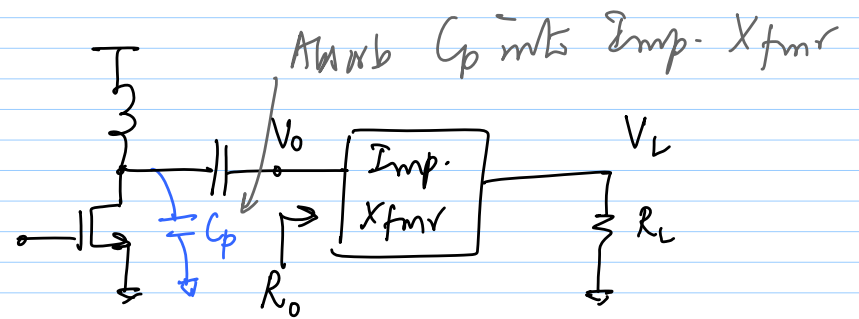 Absorb Cp into Imp. Xfmr
Vo
VL
Imp.
Xfmr
Cp
RL
Ro